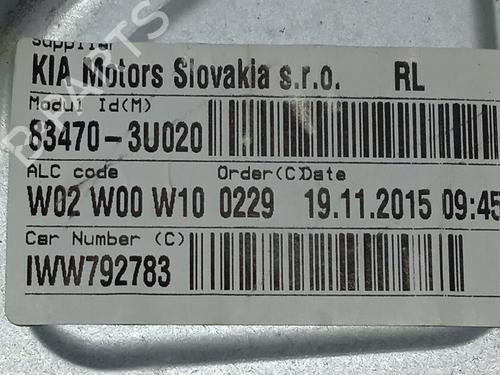 Supplier
KIA Motors Slovakia s.r.o. RL
Modul Id(M)
83470-3U020
ALC code Order(C)Date
W02 W00 W10 0229 19.11.2015 09:45
Car Number (C)
IWW792783
B-PARTS